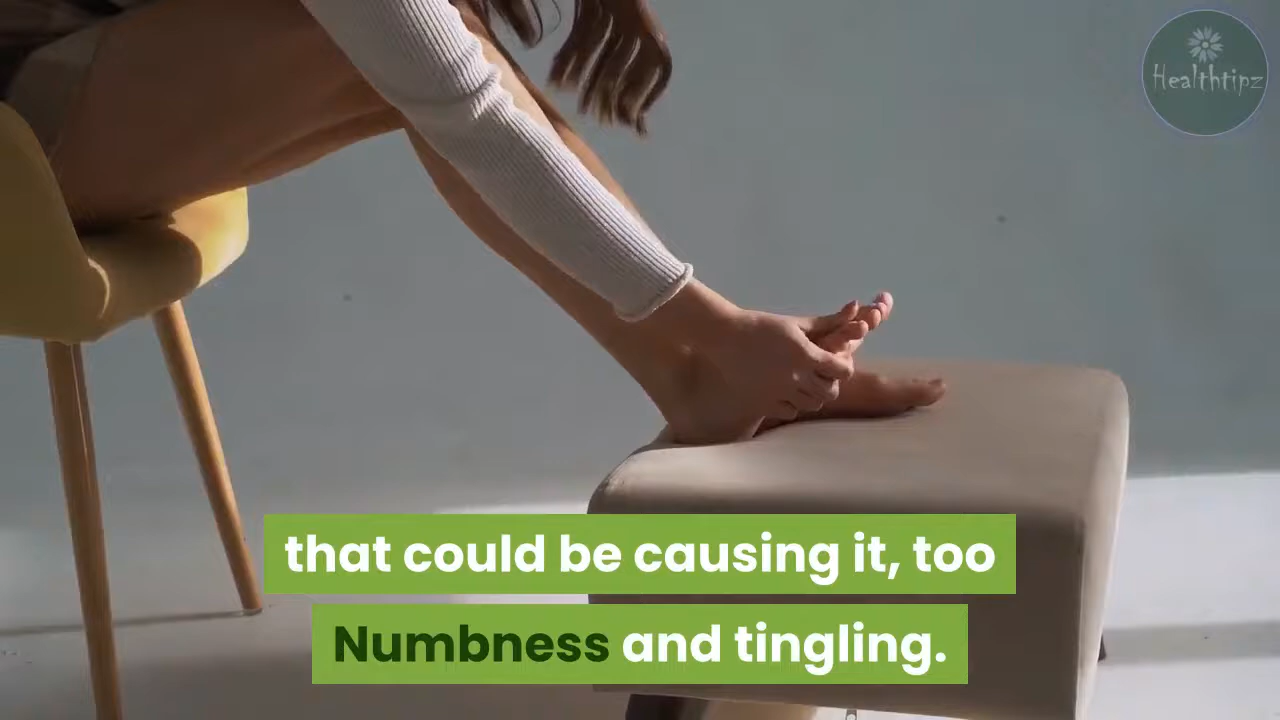 Healthtipz
that could be causing it, too
Numbness and tingling.